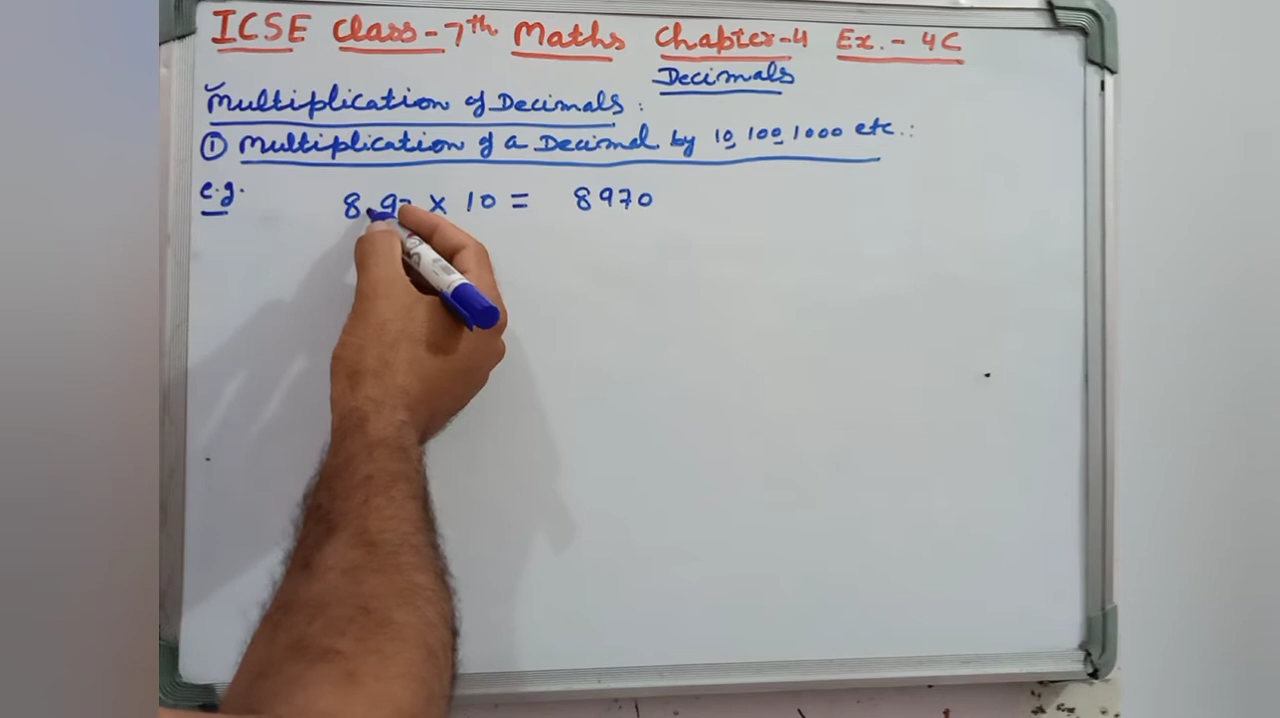 ICSE Class-7th Maths Chapter-4 Ex.- 4C
Decimals
Multiplication of Decimals:
① Multiplication of a Decimal by 10 100 1000 etc.:
e.g. × 10 = 8970